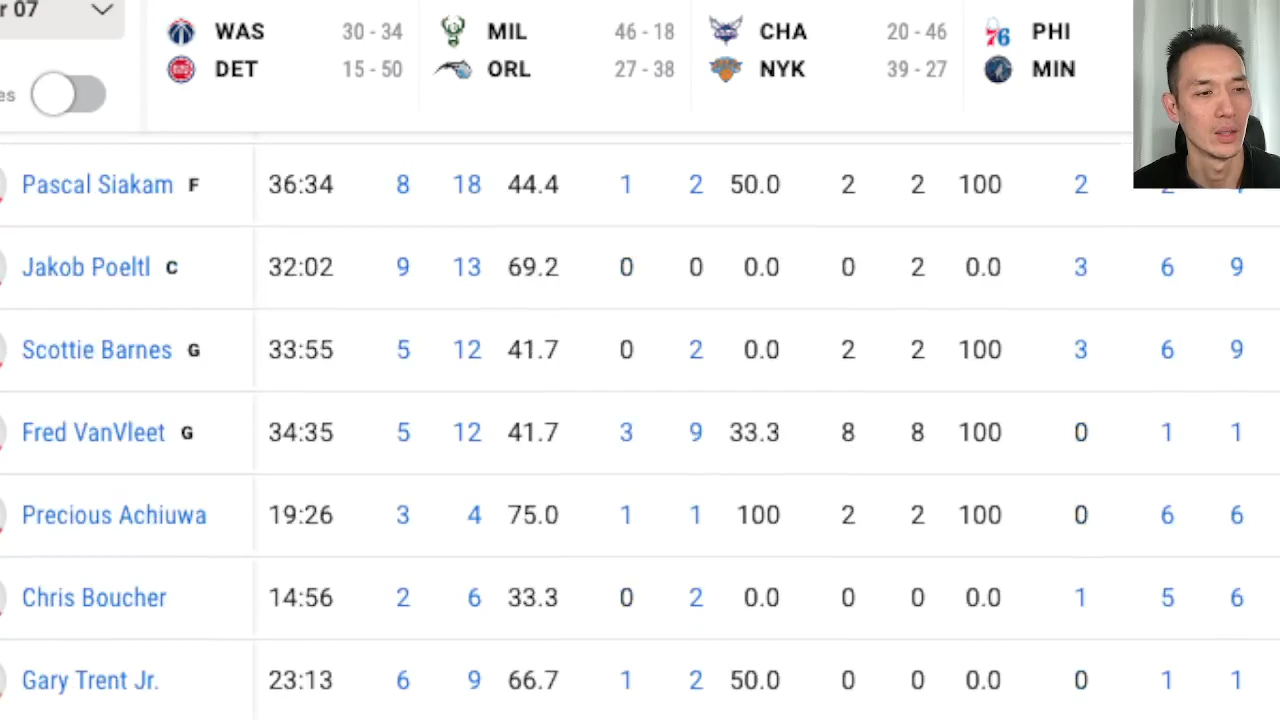 r 07
WAS 30 - 34 MIL 46 - 18 CHA 20 - 46 PHI
DET 15 - 50 ORL 27 - 38 NYK 39 - 27 MIN
es
76
Pascal Siakam F 36:34 8 18 44.4 1 2 50.0 2 2 100 2
Jakob Poeltl C 32:02 9 13 69.2 0 0 0.0 0 2 0.0 3 6 9
Scottie Barnes G 33:55 5 12 41.7 0 2 0.0 2 2 100 3 6 9
Fred VanVleet G 34:35 5 12 41.7 3 9 33.3 8 8 100 0 1 1
Precious Achiuwa 19:26 3 4 75.0 1 1 100 2 2 100 0 6 6
Chris Boucher 14:56 2 6 33.3 0 2 0.0 0 0 0.0 1 5 6
Gary Trent Jr. 23:13 6 9 66.7 1 2 50.0 0 0 0.0 0 1 1